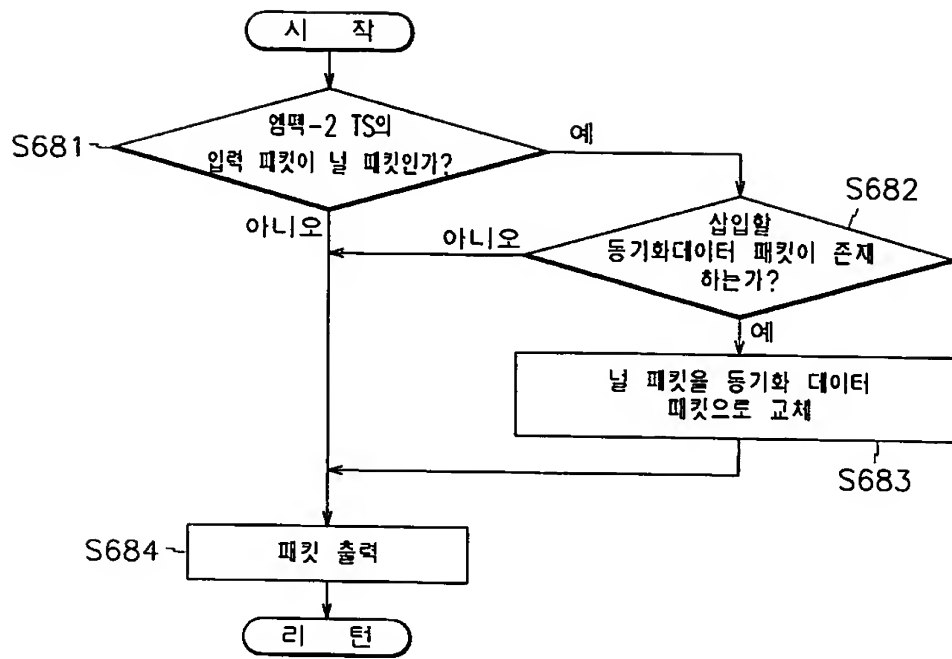 시 작
S681
엠펙-2 TS의
입력 패킷이 널 패킷인가?
예
아니오
S682
삽입할
동기화데이터 패킷이 존재
하는가?
아니오
예
널 패킷을 동기화 데이터
패킷으로 교체
S683
S684
패킷 출력
리 턴